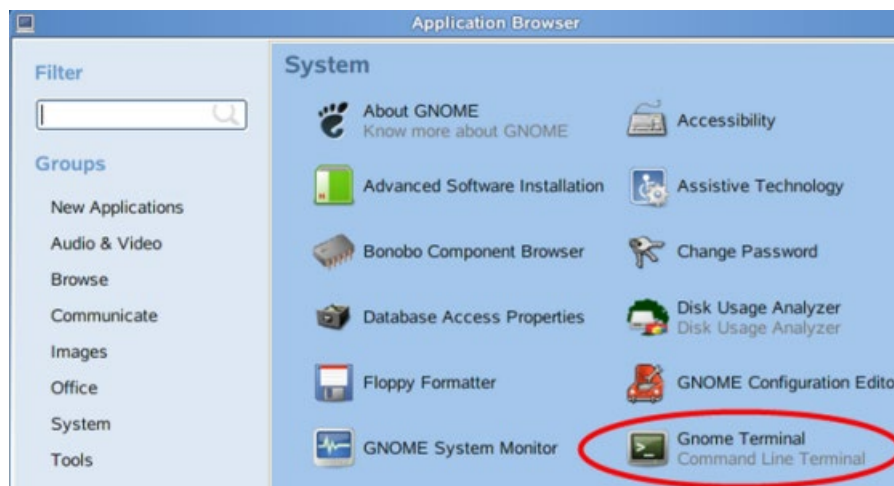 Application Browser
Filter
Groups
New Applications
Audio & Video
Browse
Communicate
Images
Office
System
Tools
System
About GNOME
Know more about GNOME
Accessibility
Advanced Software Installation
Assistive Technology
Bonobo Component Browser
Change Password
Database Access Properties
Disk Usage Analyzer
Disk Usage Analyzer
Floppy Formatter
GNOME Configuration Edito
GNOME System Monitor
Gnome Terminal
Command Line Terminal